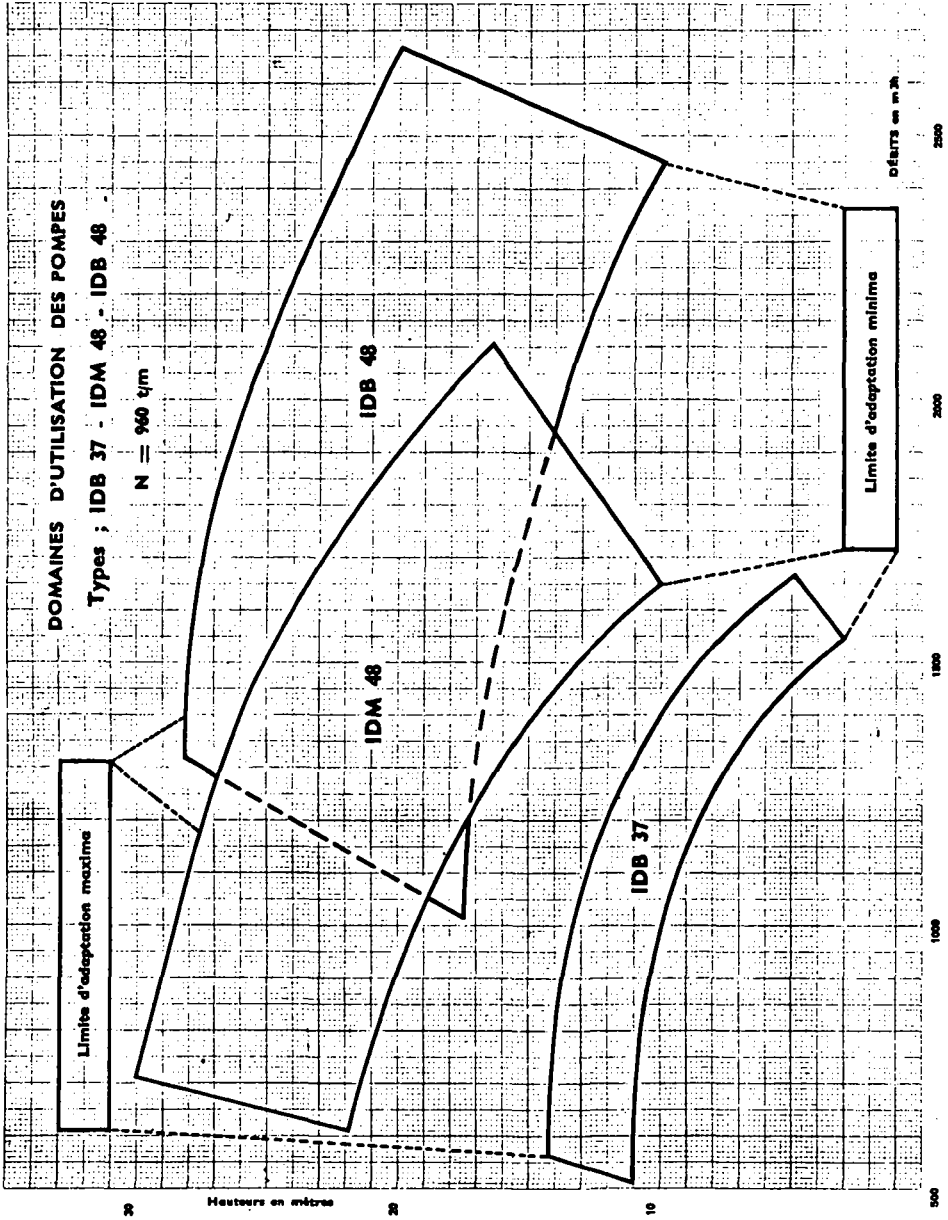 DOMAINES D'UTILISATION DES POMPES
Types ; IDB 37 - IDM 48 - IDB 48 -
N = 960 t/m
Limite d'adaptation maxima
Hauteurs en mètres
30
20
10
IDB 48
IDM 48
IDB 37
Limite d'adaptation minima
DÉBITS en m3/h
500
1000
1500
2000
2500